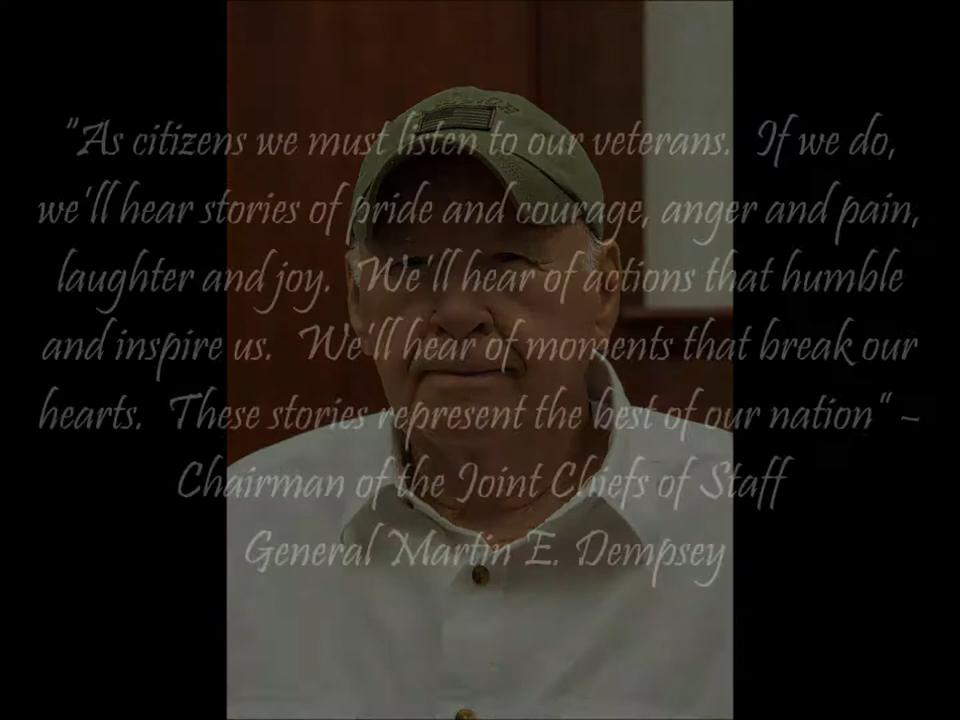 "As citizens we must listen to our veterans. If we do,
we'll hear stories of pride and courage, anger and pain,
laughter and joy. We'll hear of actions that humble
and inspire us. We'll hear of moments that break our
hearts. These stories represent the best of our nation" –
Chairman of the Joint Chiefs of Staff
General Martin E. Dempsey